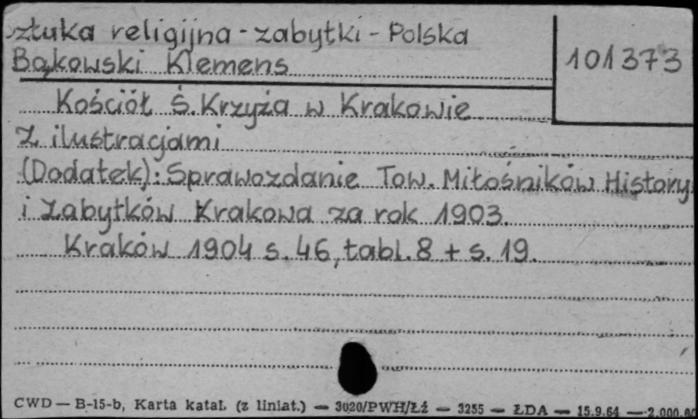 sztuka religijna - zabytki - Polska
Bąkowski Klemens
101373
Kościół Ś. Krzyża w Krakowie
Z ilustracjami
(Dodatek): Sprawozdanie Tow. Miłośników History
i Zabytków Krakowa za rok 1903.
Kraków 1904 s. 46, tabl. 8 + s. 19.
CWD — B-15-b, Karta katal. (z liniat.) — 3020/PWH/Łź — 3255 — ŁDA — 15.9.64 — 2.000.0